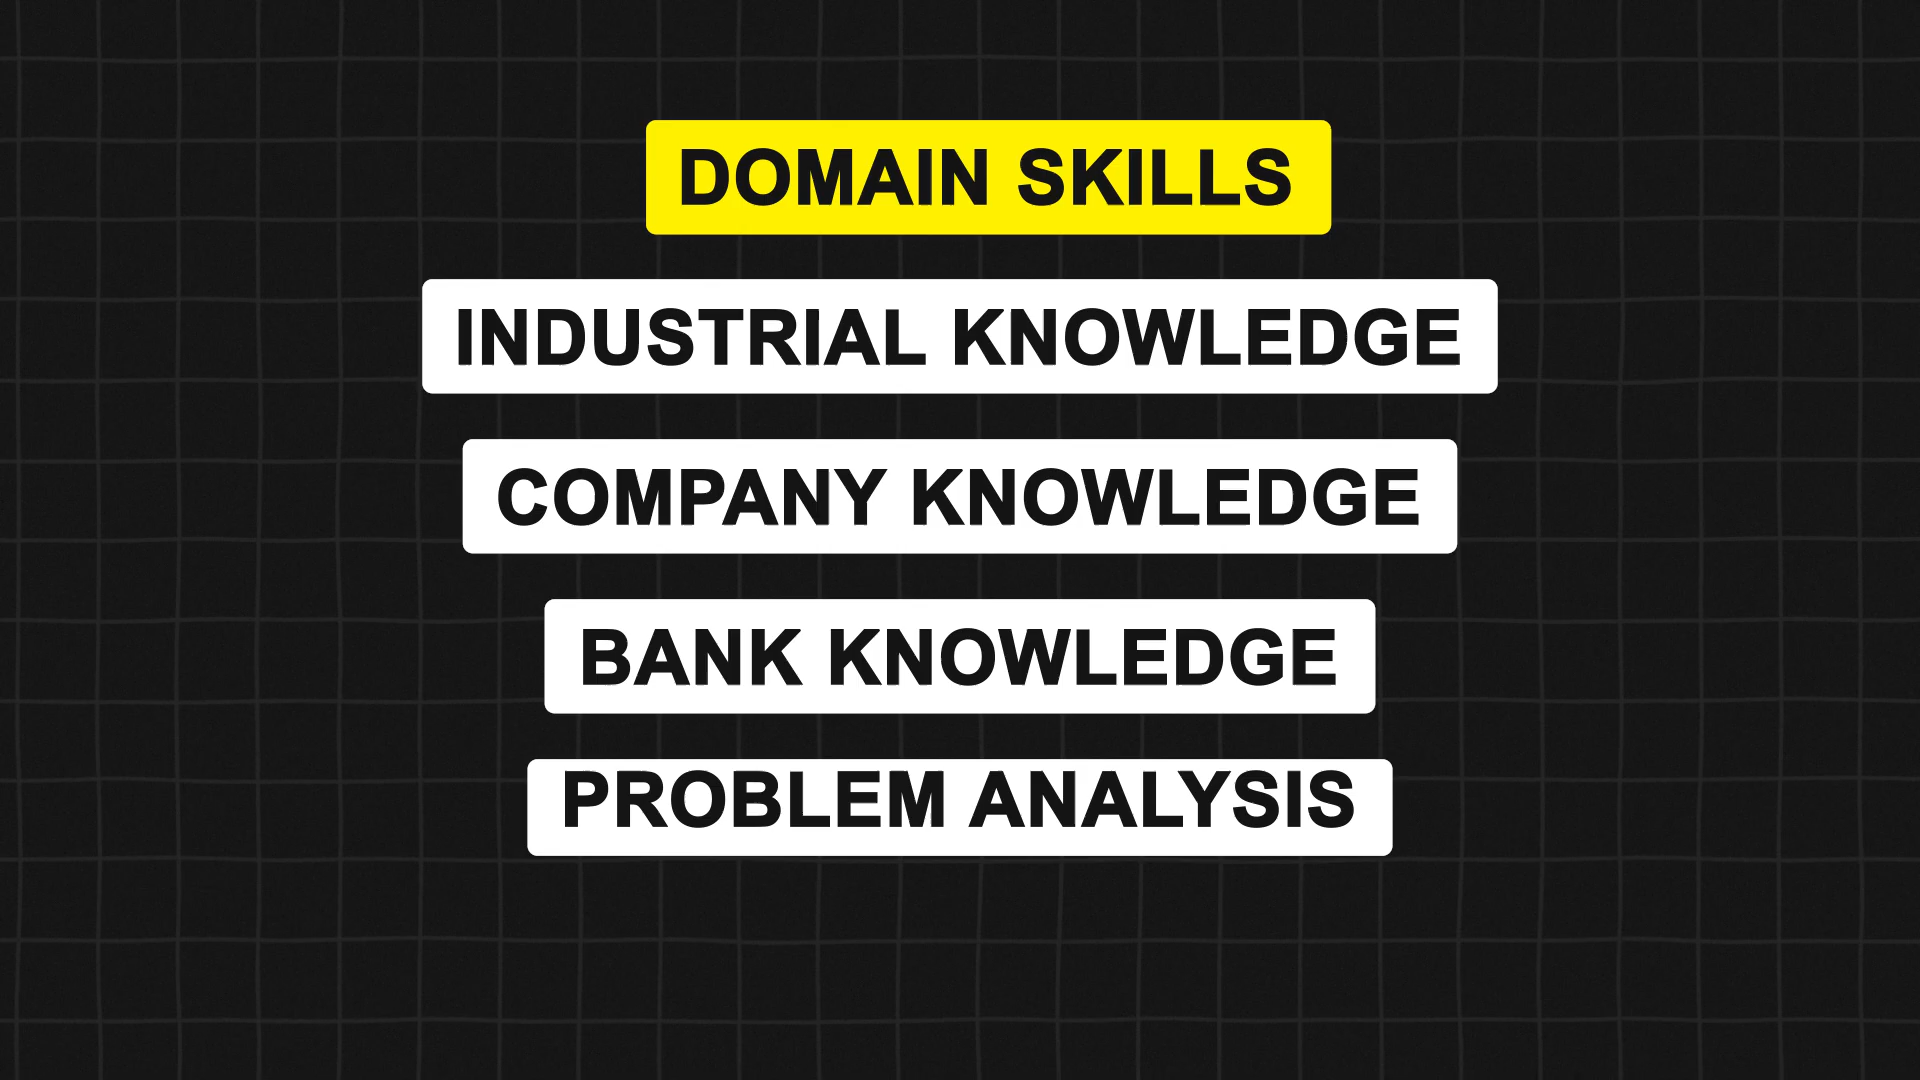 DOMAIN SKILLS
INDUSTRIAL KNOWLEDGE
COMPANY KNOWLEDGE
BANK KNOWLEDGE
PROBLEM ANALYSIS